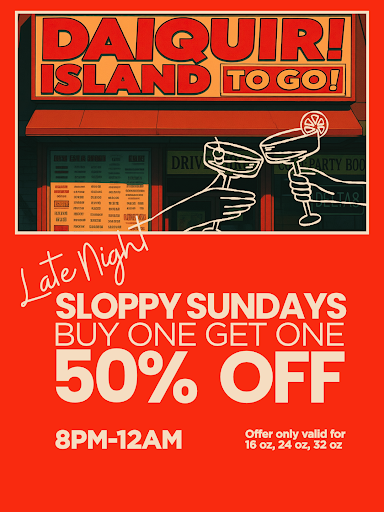 DAIQUIRI
ISLAND TO GO!
DRIV
PARTY BOO
Late Night
SLOPPY SUNDAYS
BUY ONE GET ONE
50% OFF
8PM-12AM
Offer only valid for
16 oz, 24 oz, 32 oz